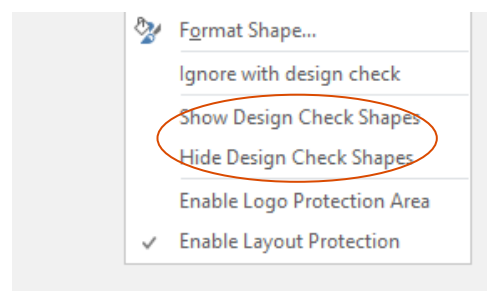 Format Shape...
Ignore with design check
Show Design Check Shapes
Hide Design Check Shapes
Enable Logo Protection Area
Enable Layout Protection